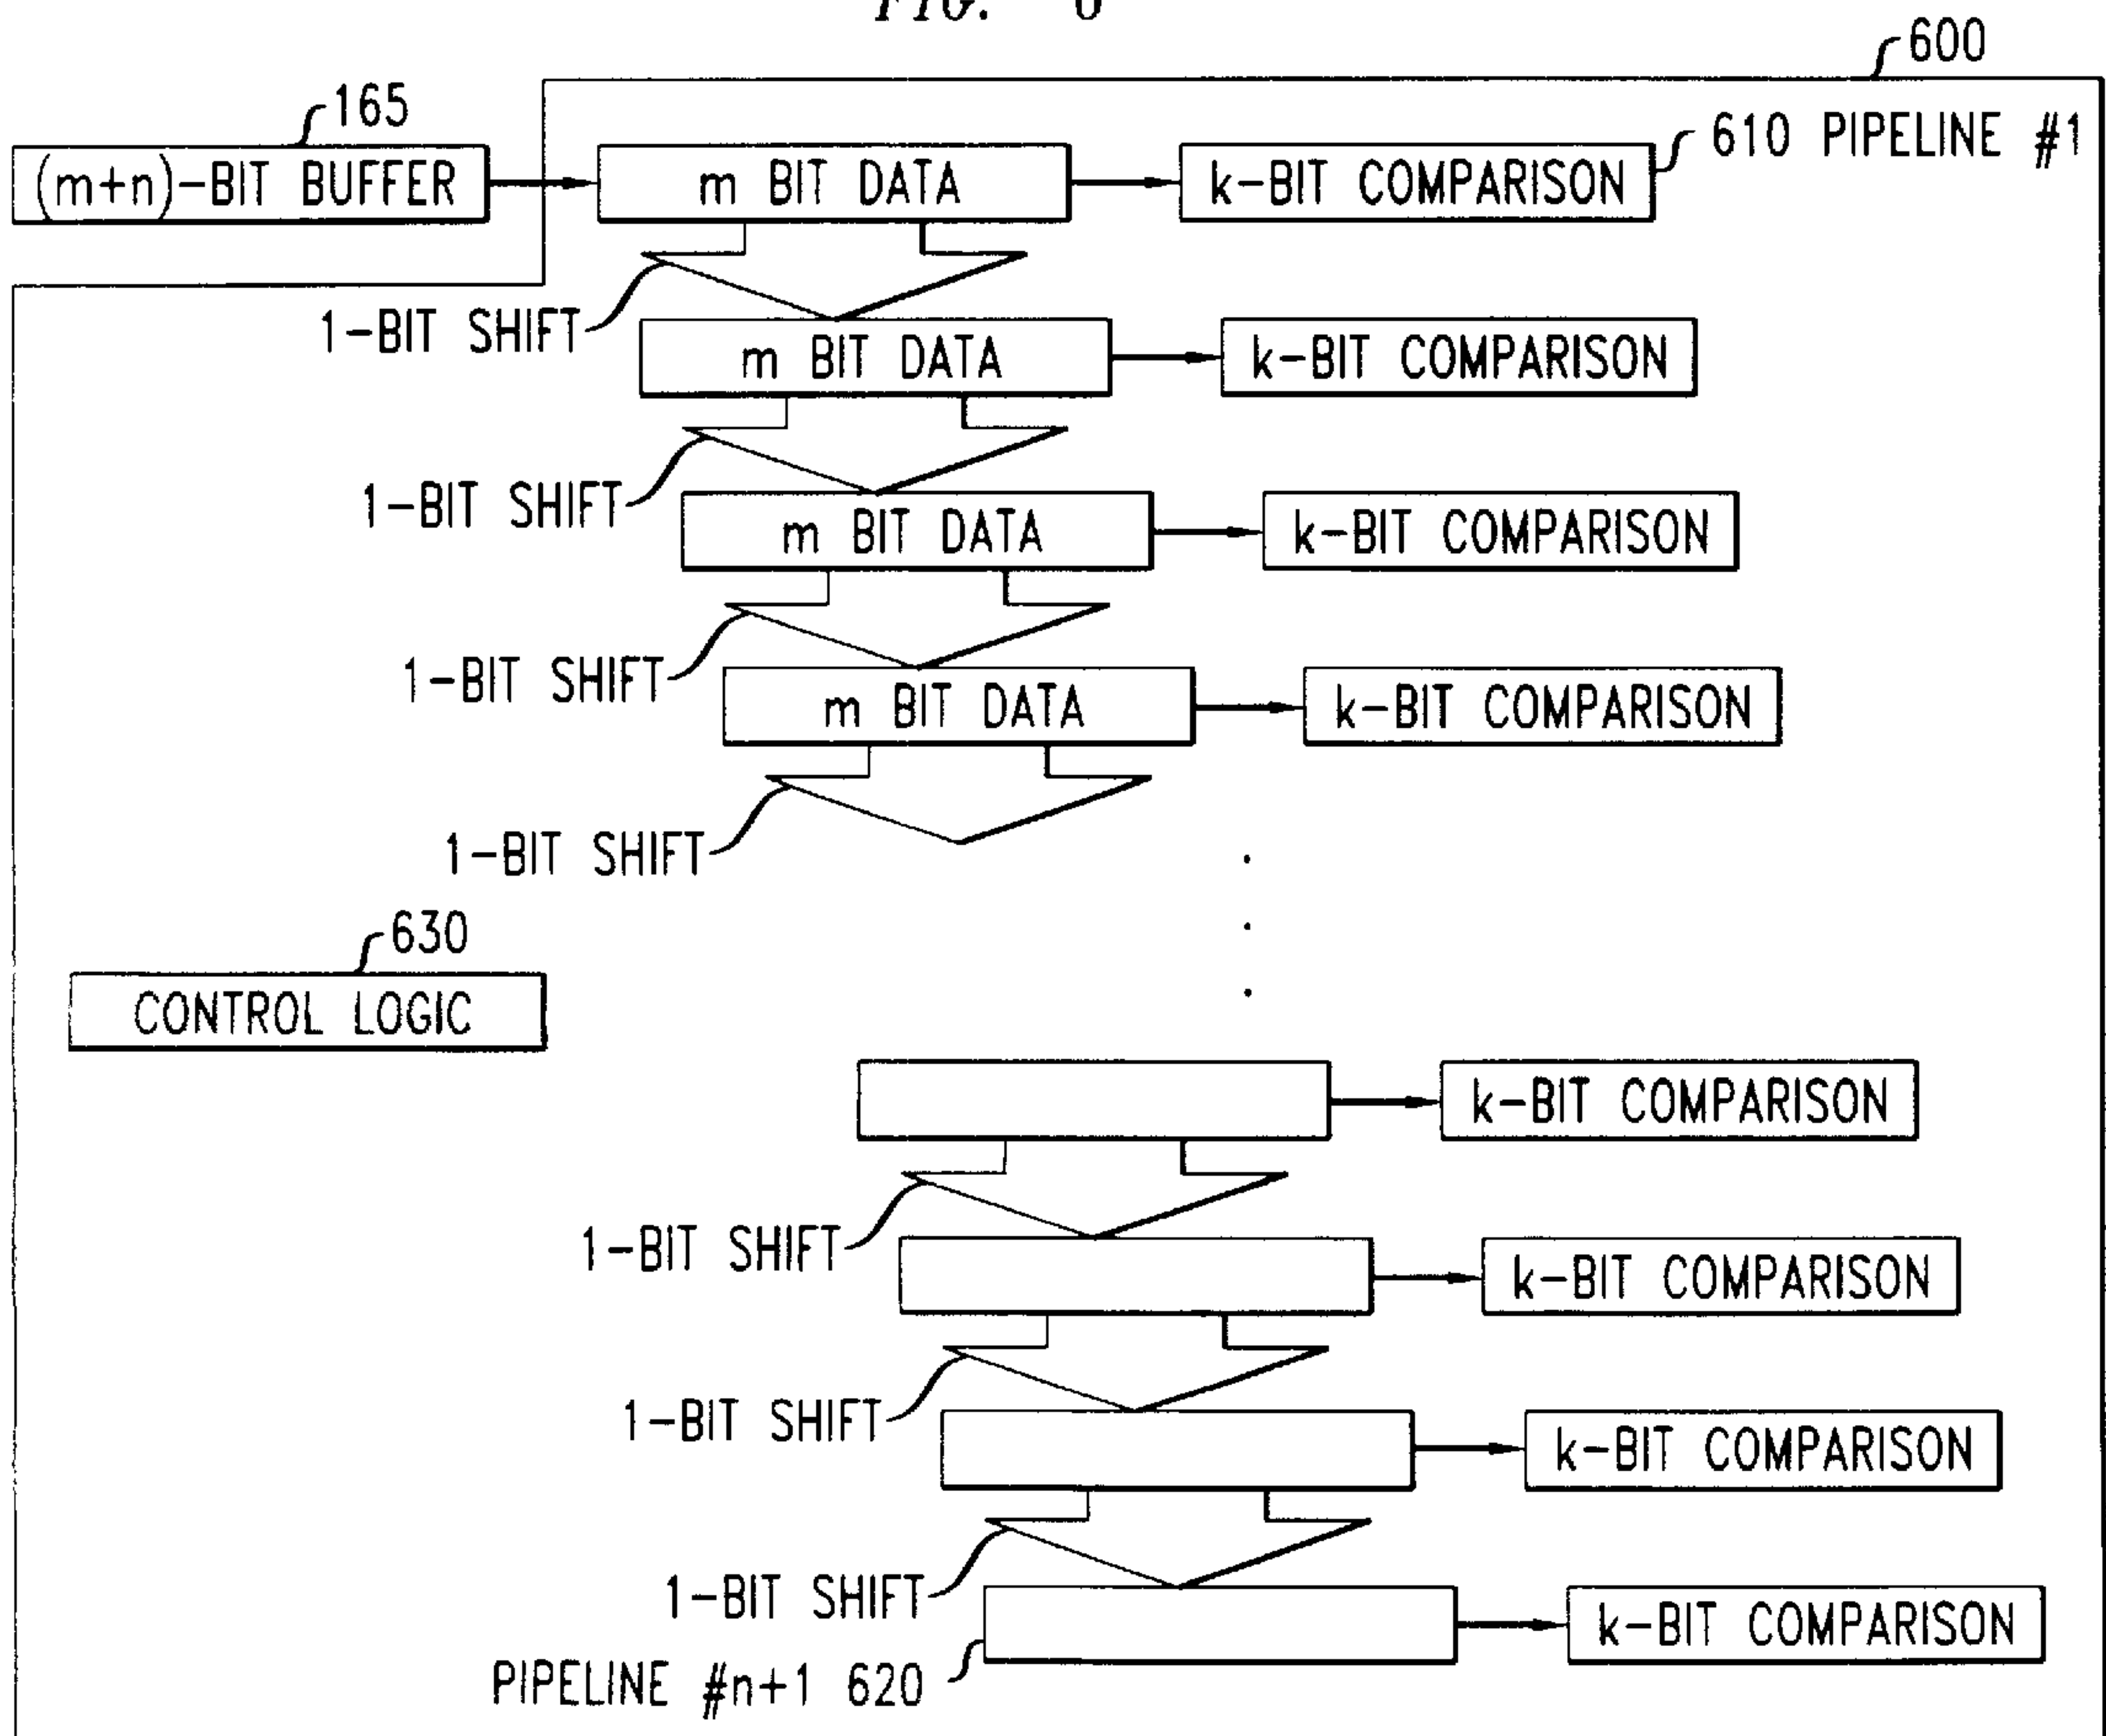 FIG. 6
600
165
610 PIPELINE #1
(m+n)-BIT BUFFER
m BIT DATA
k-BIT COMPARISON
1-BIT SHIFT
m BIT DATA
k-BIT COMPARISON
1-BIT SHIFT
m BIT DATA
k-BIT COMPARISON
1-BIT SHIFT
m BIT DATA
k-BIT COMPARISON
1-BIT SHIFT
630
CONTROL LOGIC
k-BIT COMPARISON
1-BIT SHIFT
k-BIT COMPARISON
1-BIT SHIFT
k-BIT COMPARISON
1-BIT SHIFT
k-BIT COMPARISON
PIPELINE #n+1 620